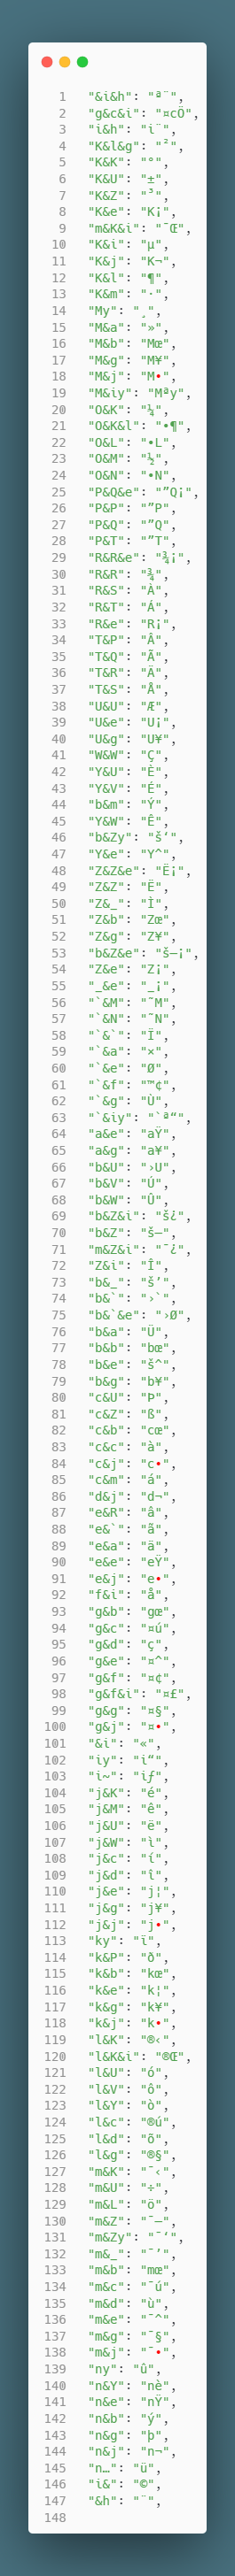 1 "&i&h": "ª¨",
2 "g&c&i": "¤cÖ",
3 "i&h": "i¨",
4 "K&l&g": "²",
5 "K&K": "°",
6 "K&U": "±",
7 "K&Z": "³",
8 "K&e": "K¡",
9 "m&K&i": "¯Œ",
10 "K&i": "µ",
11 "K&j": "K¬",
12 "K&l": "¶",
13 "K&m": "·",
14 "My": "¸",
15 "M&a": "»",
16 "M&b": "Mœ",
17 "M&g": "M¥",
18 "M&j": "M•",
19 "M&iy": "Mªy",
20 "O&K": "¼",
21 "O&K&l": "•¶",
22 "O&L": "•L",
23 "O&M": "½",
24 "O&N": "•N",
25 "P&Q&e": "”Q¡",
26 "P&P": "”P",
27 "P&Q": "”Q",
28 "P&T": "”T",
29 "R&R&e": "¾¡",
30 "R&R": "¾",
31 "R&S": "À",
32 "R&T": "Á",
33 "R&e": "R¡",
34 "T&P": "Â",
35 "T&Q": "Ã",
36 "T&R": "Ä",
37 "T&S": "Å",
38 "U&U": "Æ",
39 "U&e": "U¡",
40 "U&g": "U¥",
41 "W&W": "Ç",
42 "Y&U": "È",
43 "Y&V": "É",
44 "b&m": "Ý",
45 "Y&W": "Ê",
46 "b&Zy": "š‘",
47 "Y&e": "Y^",
48 "Z&Z&e": "Ë¡",
49 "Z&Z": "Ë",
50 "Z&_": "Ì",
51 "Z&b": "Zœ",
52 "Z&g": "Z¥",
53 "b&Z&e": "š—¡",
54 "Z&e": "Z¡",
55 "_&e": "_¡",
56 "`&M": "˜M",
57 "`&N": "˜N",
58 "`&`": "Ï",
59 "`&a": "×",
60 "`&e": "Ø",
61 "`&f": "™¢",
62 "`&g": "Ù",
63 "`&iy": "`ª“",
64 "a&e": "aŸ",
65 "a&g": "a¥",
66 "b&U": "›U",
67 "b&V": "Ú",
68 "b&W": "Û",
69 "b&Z&i": "š¿",
70 "b&Z": "š—",
71 "m&Z&i": "¯¿",
72 "Z&i": "Î",
73 "b&_": "š’",
74 "b&`": "›`",
75 "b&`&e": "›Ø",
76 "b&a": "Ü",
77 "b&b": "bœ",
78 "b&e": "š^",
79 "b&g": "b¥",
80 "c&U": "Þ",
81 "c&Z": "ß",
82 "c&b": "cœ",
83 "c&c": "à",
84 "c&j": "c•",
85 "c&m": "á",
86 "d&j": "d¬",
87 "e&R": "â",
88 "e&`": "ã",
89 "e&a": "ä",
90 "e&e": "eŸ",
91 "e&j": "e•",
92 "f&i": "å",
93 "g&b": "gœ",
94 "g&c": "¤ú",
95 "g&d": "ç",
96 "g&e": "¤^",
97 "g&f": "¤¢",
98 "g&f&i": "¤£",
99 "g&g": "¤§",
100 "g&j": "¤•",
101 "&i": "«",
102 "iy": "i“",
103 "i~": "iƒ",
104 "j&K": "é",
105 "j&M": "ê",
106 "j&U": "ë",
107 "j&W": "ì",
108 "j&c": "í",
109 "j&d": "î",
110 "j&e": "j¦",
111 "j&g": "j¥",
112 "j&j": "j•",
113 "ky": "ï",
114 "k&P": "ð",
115 "k&b": "kœ",
116 "k&e": "k¦",
117 "k&g": "k¥",
118 "k&j": "k•",
119 "l&K": "®‹",
120 "l&K&i": "®Œ",
121 "l&U": "ó",
122 "l&V": "ô",
123 "l&Y": "ò",
124 "l&c": "®ú",
125 "l&d": "õ",
126 "l&g": "®§",
127 "m&K": "¯‹",
128 "m&U": "÷",
129 "m&L": "ö",
130 "m&Z": "¯—",
131 "m&Zy": "¯‘",
132 "m&_": "¯’",
133 "m&b": "mœ",
134 "m&c": "¯ú",
135 "m&d": "ù",
136 "m&e": "¯^",
137 "m&g": "¯§",
138 "m&j": "¯•",
139 "ny": "û",
140 "n&Y": "nè",
141 "n&e": "nŸ",
142 "n&b": "ý",
143 "n&g": "þ",
144 "n&j": "n¬",
145 "n…": "ü",
146 "i&": "©",
147 "&h": "¨",
148